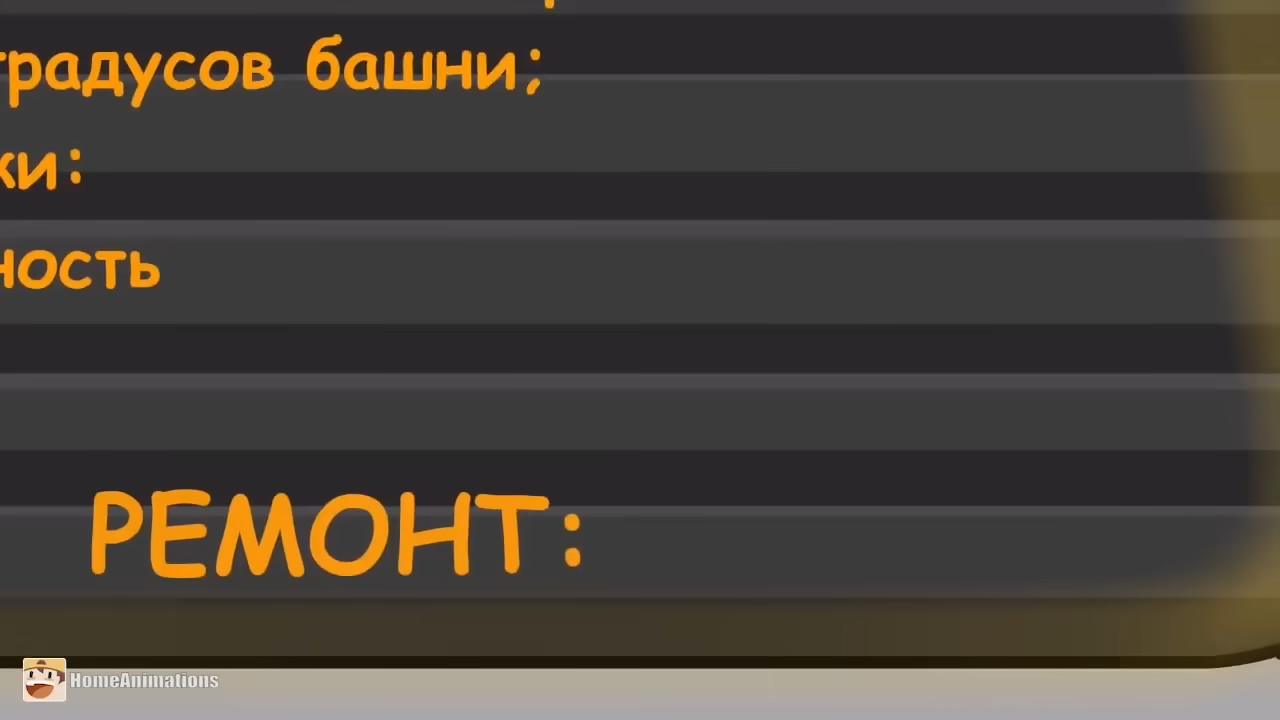 градусов башни;
ки:
ность
РЕМОНТ:
HomeAnimations